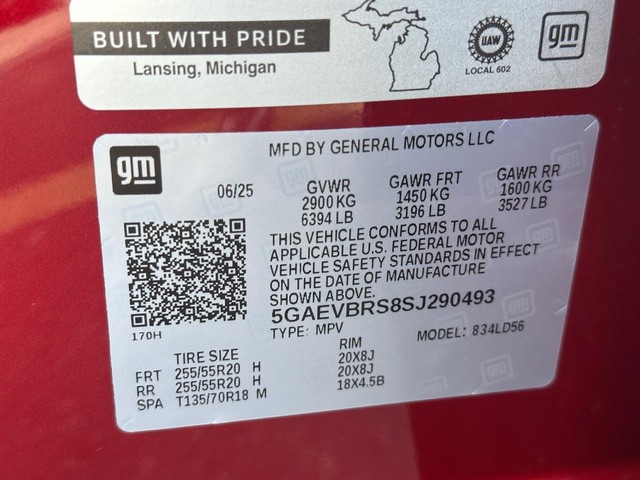 BUILT WITH PRIDE
Lansing, Michigan
UAW
LOCAL 602
gm
gm
MFD BY GENERAL MOTORS LLC
06/25
GVWR GAWR FRT GAWR RR
2900 KG 1450 KG 1600 KG
6394 LB 3196 LB 3527 LB
THIS VEHICLE CONFORMS TO ALL
APPLICABLE U.S. FEDERAL MOTOR
VEHICLE SAFETY STANDARDS IN EFFECT
ON THE DATE OF MANUFACTURE
SHOWN ABOVE.
5GAEVBRS8SJ290493
170H
TYPE: MPV MODEL: 834LD56
TIRE SIZE RIM
FRT 255/55R20 H 20X8J
RR 255/55R20 H 20X8J
SPA T135/70R18 M 18X4.5B